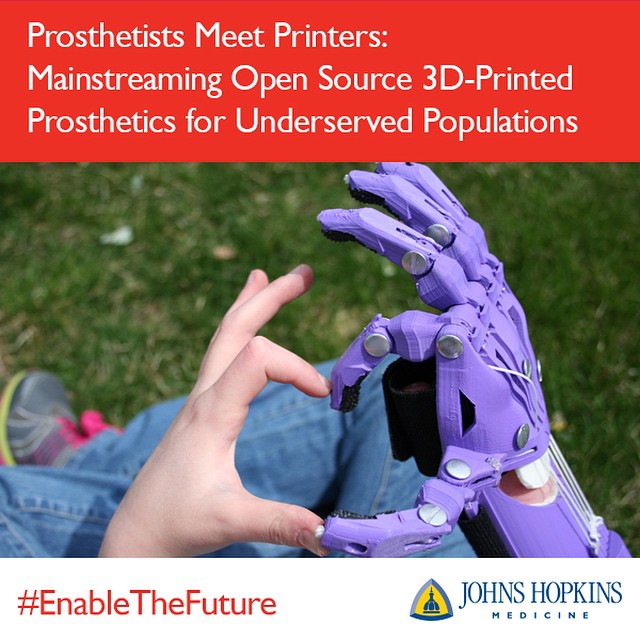 Prosthetists Meet Printers:
Mainstreaming Open Source 3D-Printed
Prosthetics for Underserved Populations
#EnableTheFuture
JOHNS HOPKINS
MEDICINE